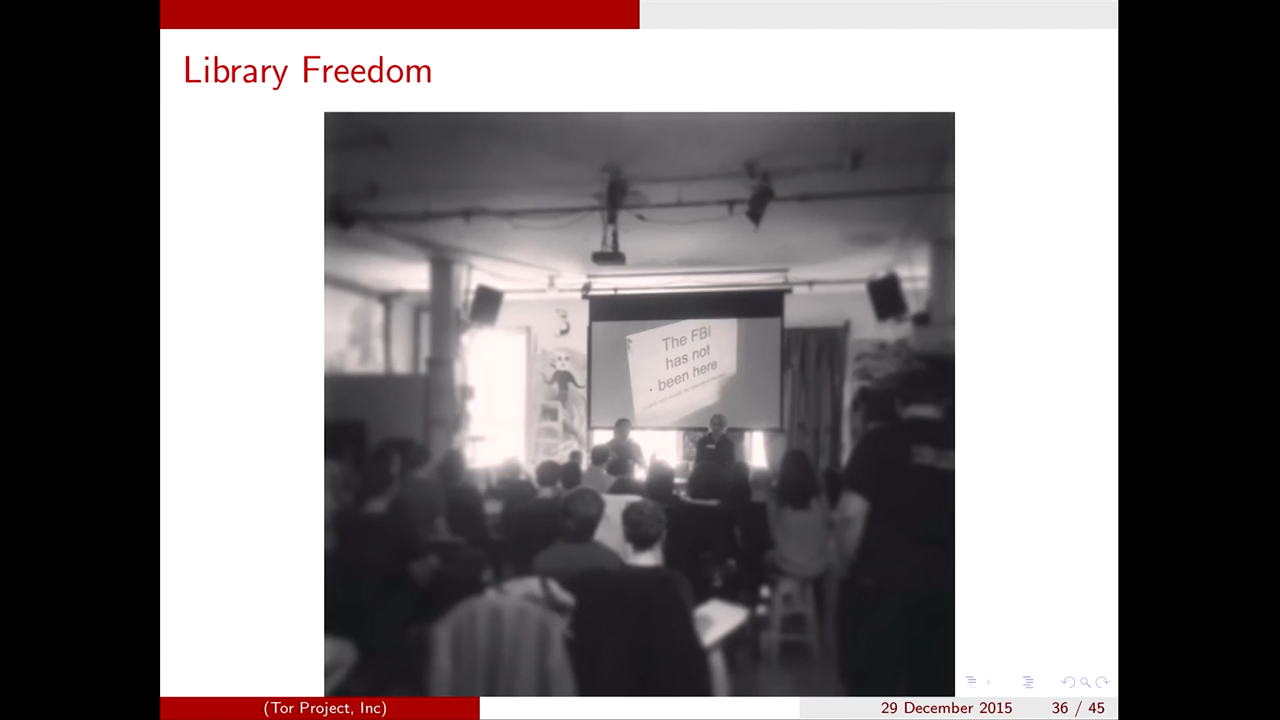 Library Freedom
The FBI
has not
been here
(Tor Project, Inc)
29 December 2015
36 / 45